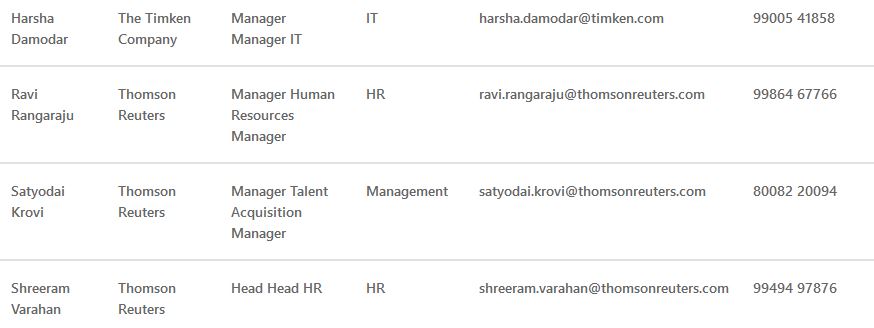 Harsha The Timken Manager IT harsha.damodar@timken.com 99005 41858
Damodar Company Manager IT
Ravi Thomson Manager Human HR ravi.rangaraju@thomsonreuters.com 99864 67766
Rangaraju Reuters Resources
Manager
Satyodai Thomson Manager Talent Management satyodai.krovi@thomsonreuters.com 80082 20094
Krovi Reuters Acquisition
Manager
Shreeram Thomson Head Head HR HR shreeram.varahan@thomsonreuters.com 99494 97876
Varahan Reuters